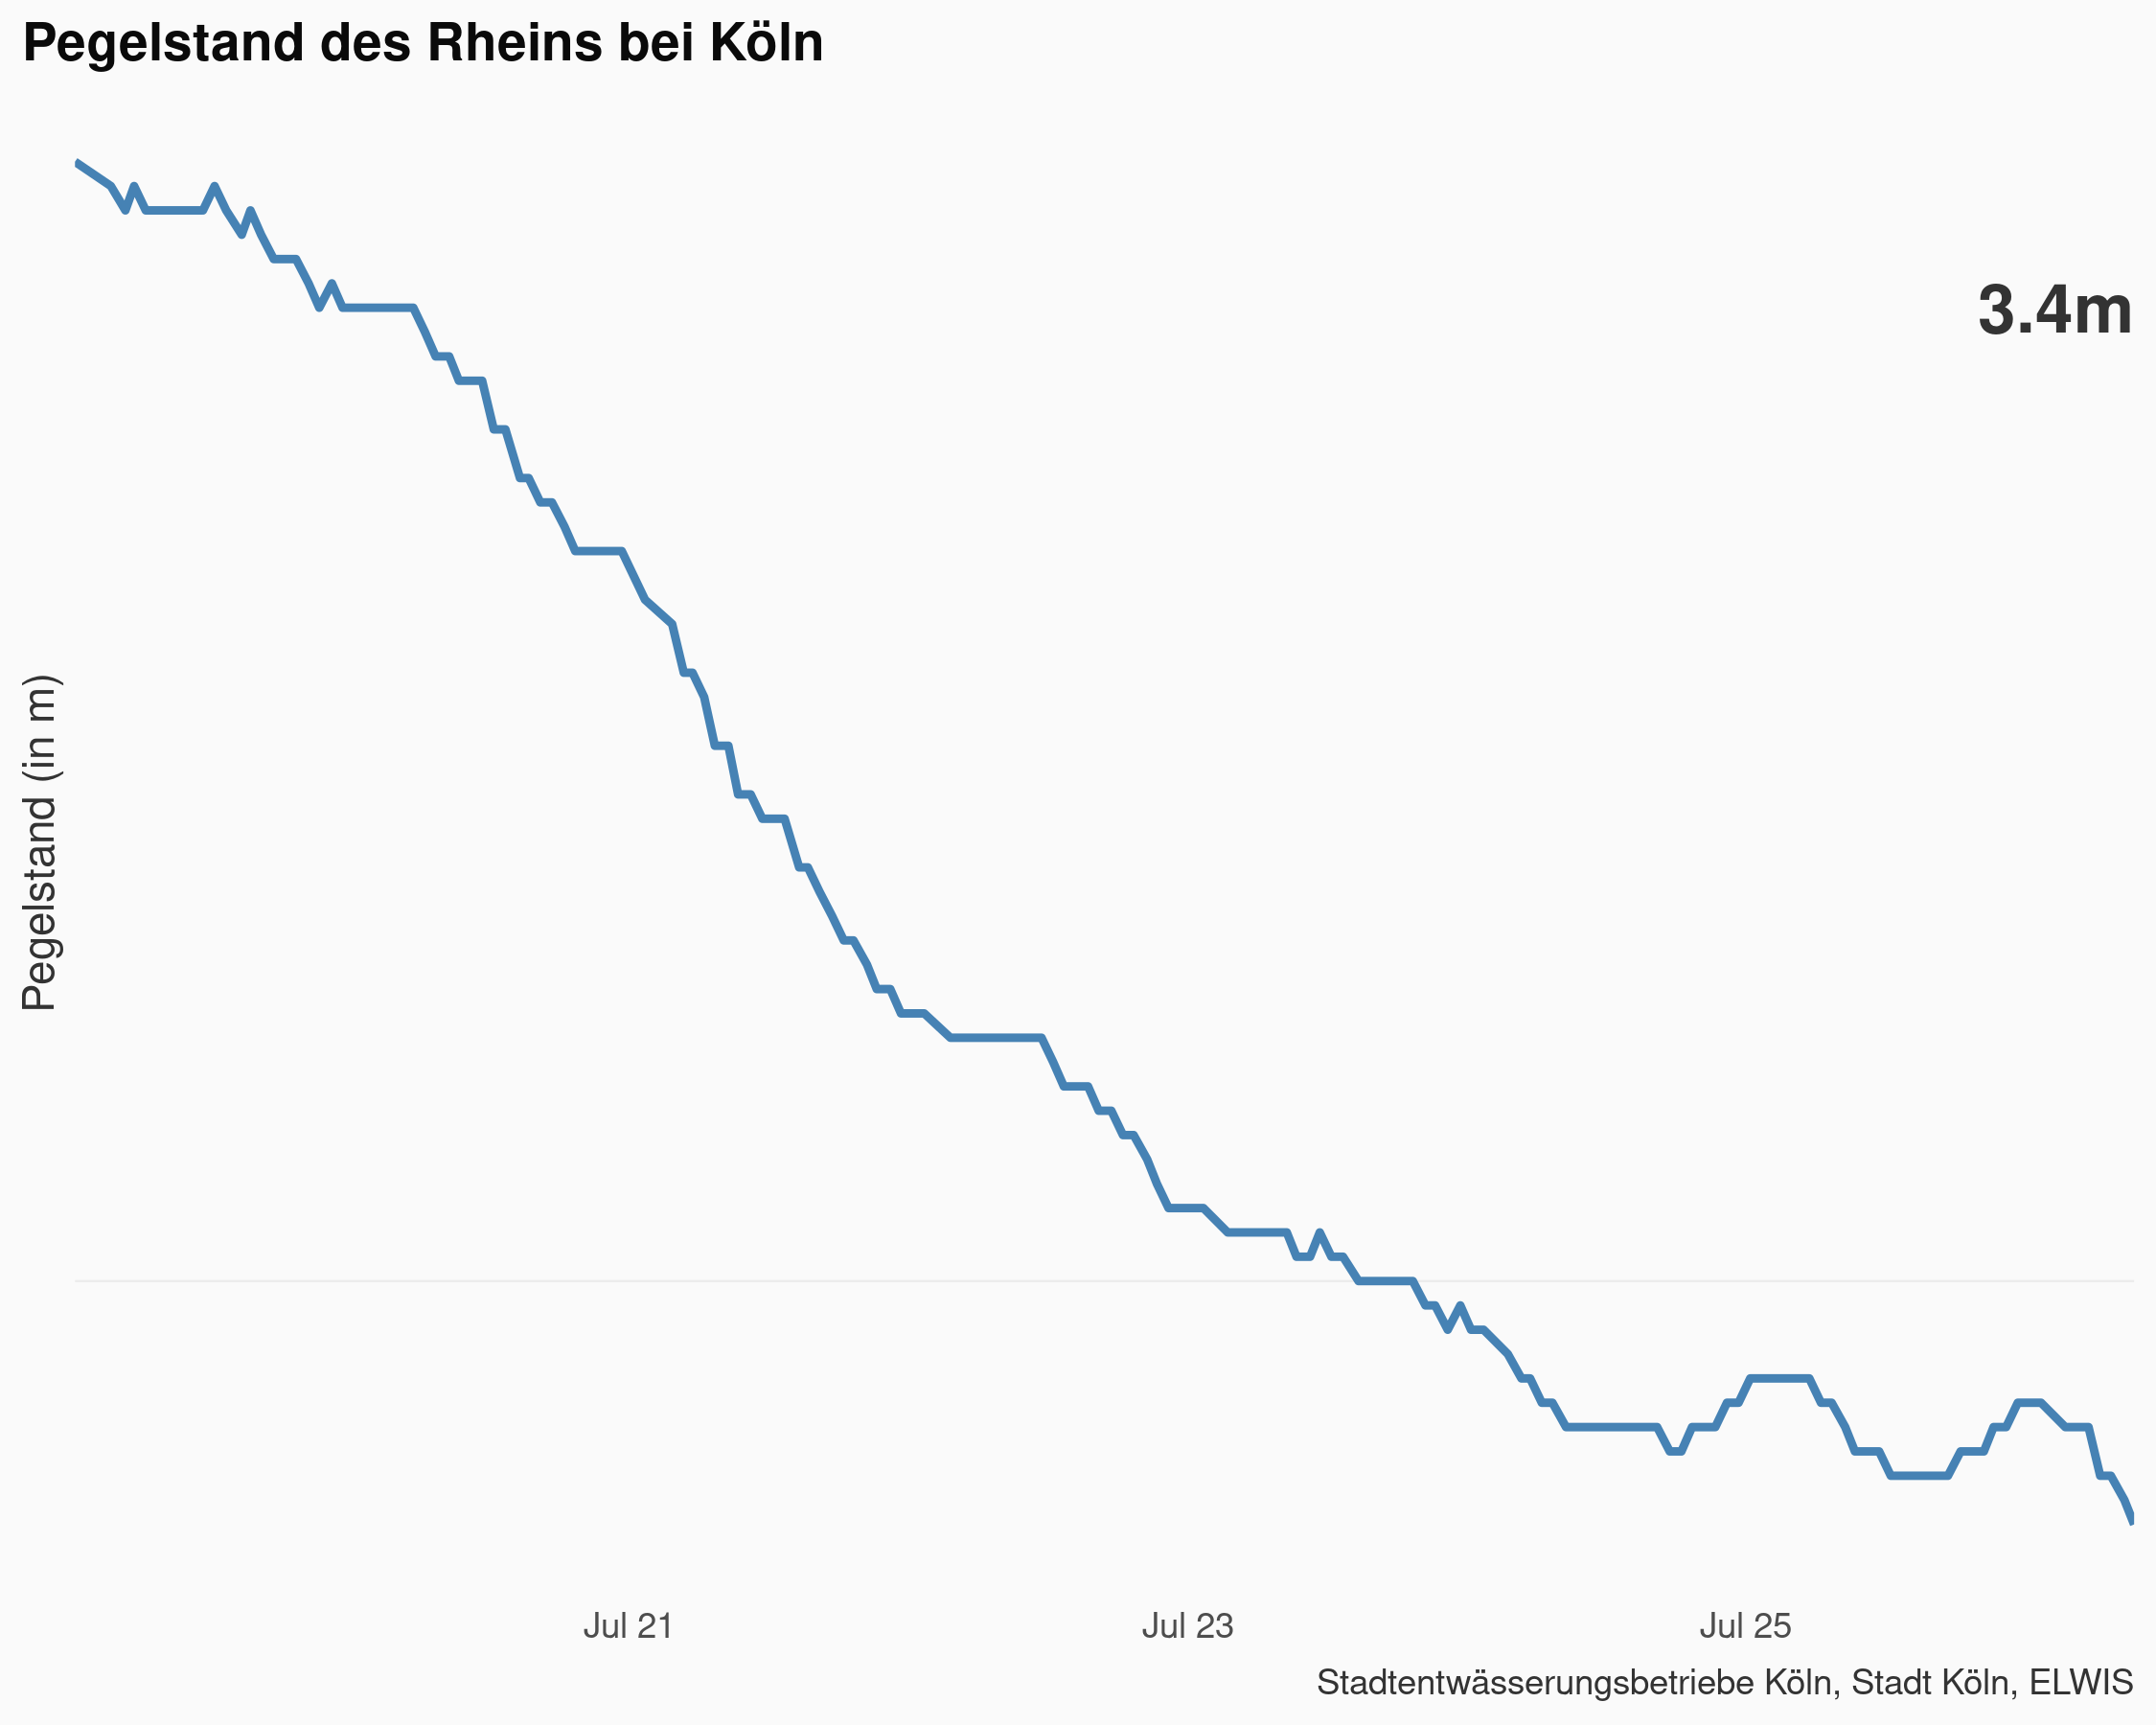 Pegelstand des Rheins bei Köln
3.4m
Pegelstand (in m)
Jul 21
Jul 23
Jul 25
Stadtentwässerungsbetriebe Köln, Stadt Köln, ELWIS